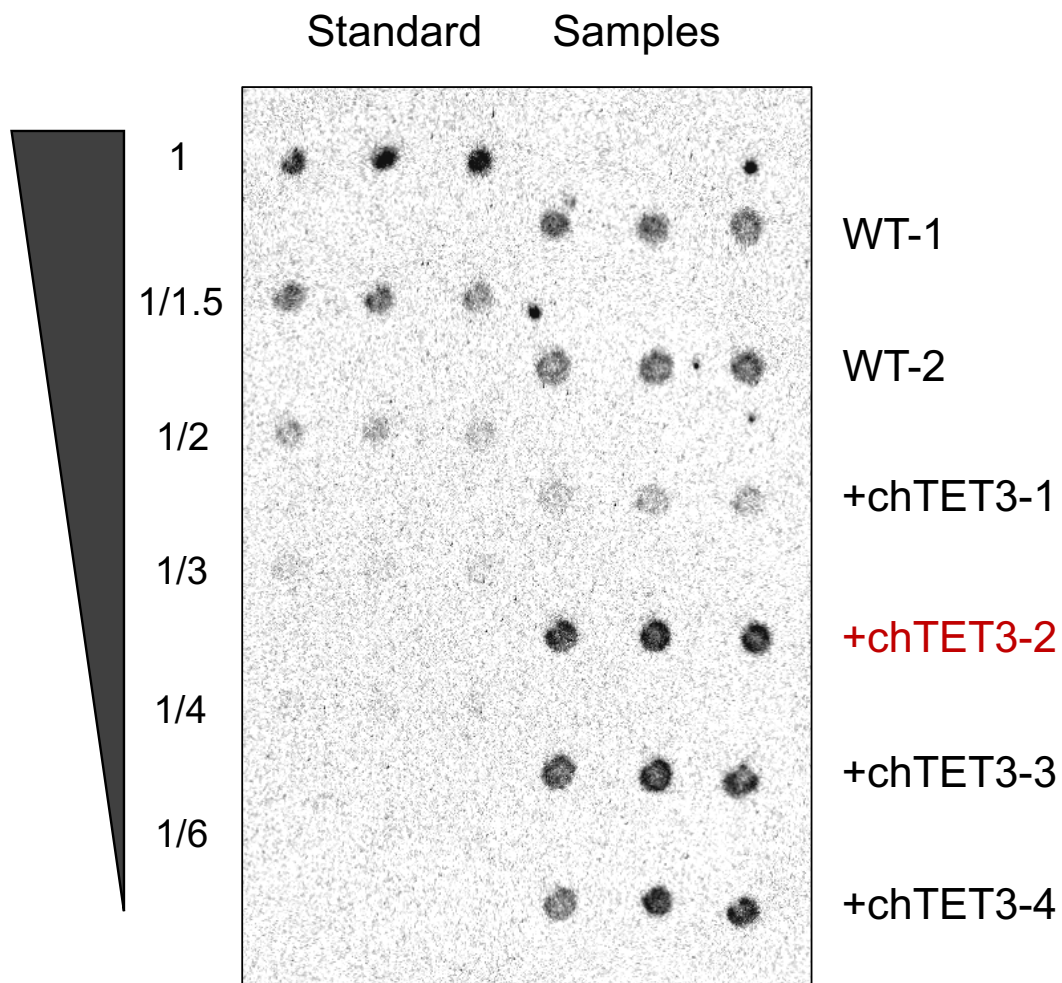 Standard Samples
1
WT-1
1/1.5
WT-2
1/2
+chTET3-1
1/3
+chTET3-2
1/4
+chTET3-3
1/6
+chTET3-4